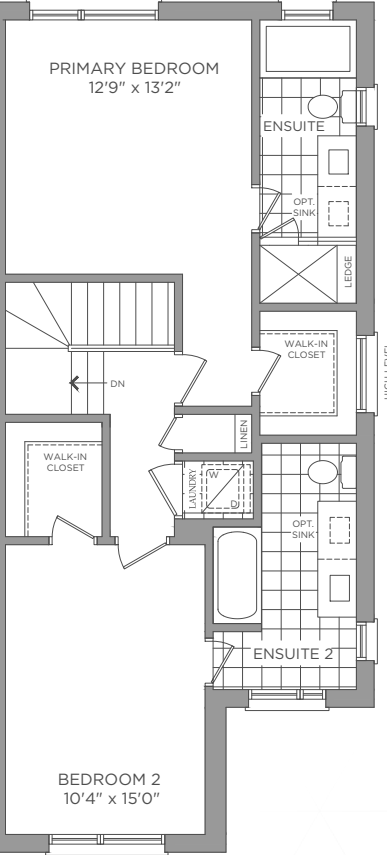 PRIMARY BEDROOM
12'9" x 13'2"
ENSUITE
OPT.
SINK
LEDGE
WALK-IN
CLOSET
DN
LINEN
WALK-IN
CLOSET
LAUNDRY
W
D
OPT.
SINK
ENSUITE 2
BEDROOM 2
10'4" x 15'0"